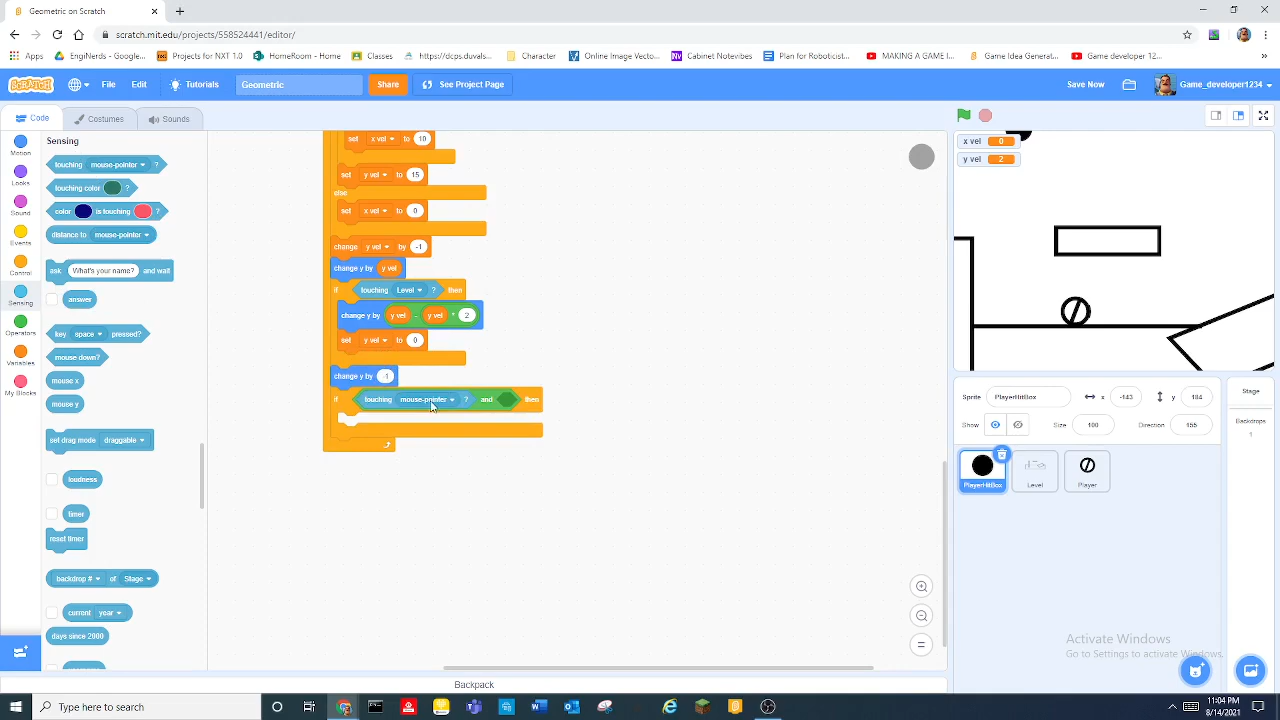 Geometric on Scratch
scratch.mit.edu/projects/558524441/editor/
Apps
EngiNerds - Google...
Projects for NXT 1.0
HomeRoom - Home
Classes
https://dcps.duvals...
Character
Online Image Vecto...
Cabinet Notevibes
Plan for Roboticist...
MAKING A GAME I...
Game Idea Generat...
Game developer 12...
SCRATCH
File
Edit
Tutorials
Geometric
Share
See Project Page
Save Now
Game_developer1234
Code
Costumes
Sounds
Motion
Looks
Sound
Events
Control
Sensing
Operators
Variables
My Blocks
Sensing
touching mouse-pointer ?
touching color ?
color is touching ?
distance to mouse-pointer
ask What's your name? and wait
answer
key space pressed?
mouse down?
mouse x
mouse y
set drag mode draggable
loudness
timer
reset timer
backdrop # of Stage
current year
days since 2000
set x vel to 10
set y vel to 15
else
set x vel to 0
change y vel by -1
change y by y vel
if touching Level ? then
change y by y vel - y vel * 2
set y vel to 0
change y by -1
if touching mouse-pointer ? and then
x vel 0
y vel 2
Sprite PlayerHitBox x -143 y 184
Show Size 100 Direction 155
PlayerHitBox
Level
Player
Stage
Backdrops
1
Activate Windows
Go to Settings to activate Windows.
Backpack
Type here to search
11:04 PM
8/14/2021